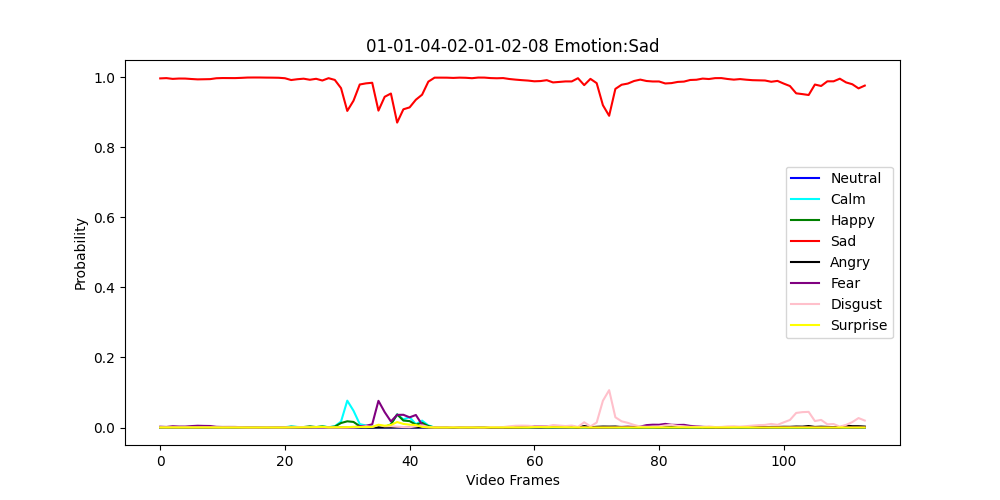 01-01-04-02-01-02-08 Emotion:Sad
Probability
1.0
0.8
0.6
0.4
0.2
0.0
Neutral
Calm
Happy
Sad
Angry
Fear
Disgust
Surprise
0 20 40 60 80 100
Video Frames